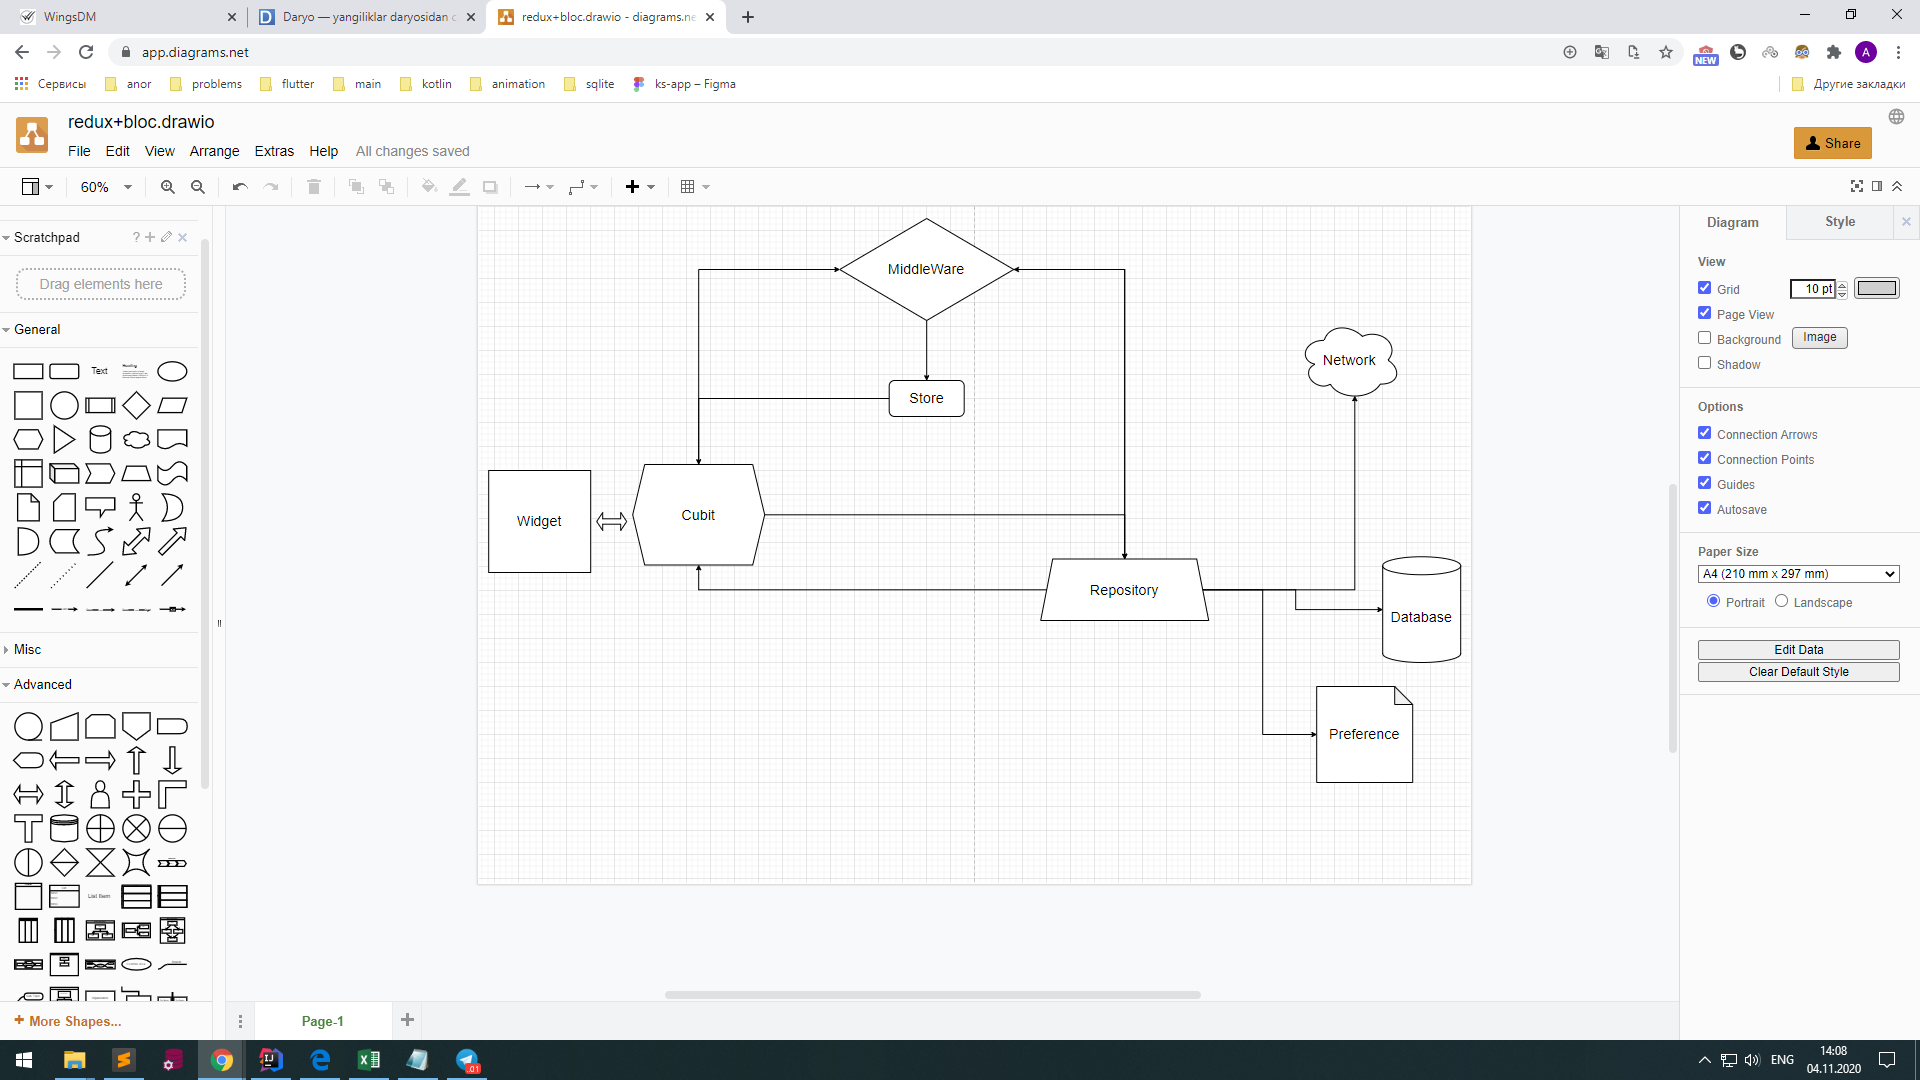 WingsDM
Daryo — yangiliklar daryosidan
redux+bloc.drawio - diagrams.ne
app.diagrams.net
NEW
A
Сервисы
anor
problems
flutter
main
kotlin
animation
sqlite
ks-app – Figma
Другие закладки
redux+bloc.drawio
File
Edit
View
Arrange
Extras
Help
All changes saved
Share
60%
Scratchpad
?
Drag elements here
General
Text
Heading
Misc
Advanced
List Item
More Shapes...
MiddleWare
Network
Store
Widget
Cubit
Repository
Database
Preference
Page-1
Diagram
Style
View
Grid
10 pt
Page View
Background
Image
Shadow
Options
Connection Arrows
Connection Points
Guides
Autosave
Paper Size
A4 (210 mm x 297 mm)
Portrait
Landscape
Edit Data
Clear Default Style
.01
ENG
14:08
04.11.2020